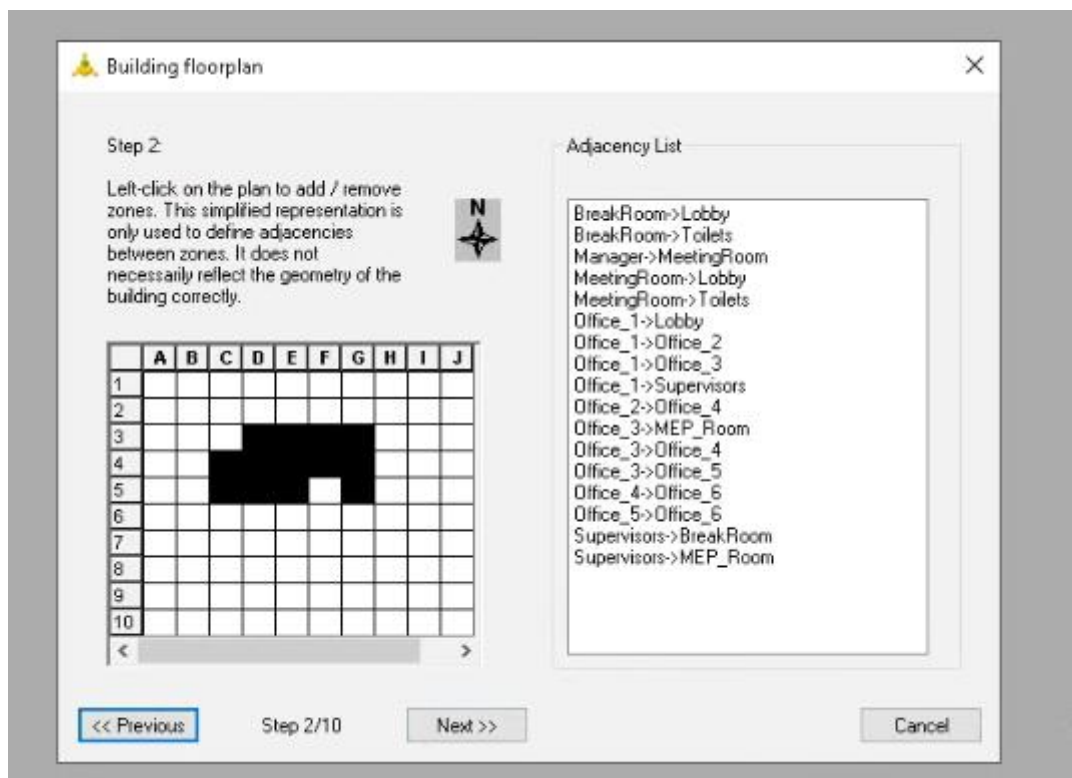 Building floorplan
Step 2:
Left-click on the plan to add / remove
zones. This simplified representation is
only used to define adjacencies
between zones. It does not
necessarily reflect the geometry of the
building correctly.
N
A B C D E F G H I J
1
2
3
4
5
6
7
8
9
10
Adjacency List
BreakRoom->Lobby
BreakRoom->Toilets
Manager->MeetingRoom
MeetingRoom->Lobby
MeetingRoom->Toilets
Office_1->Lobby
Office_1->Office_2
Office_1->Office_3
Office_1->Supervisors
Office_2->Office_4
Office_3->MEP_Room
Office_3->Office_4
Office_3->Office_5
Office_4->Office_6
Office_5->Office_6
Supervisors->BreakRoom
Supervisors->MEP_Room
<< Previous
Step 2/10
Next >>
Cancel